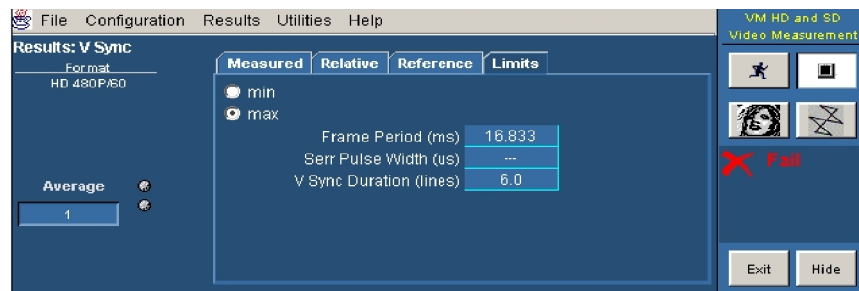 File Configuration Results Utilities Help
VM HD and SD
Video Measurement
Results: V Sync
Format
HD 480P/60
Measured Relative Reference Limits
min
max
Frame Period (ms) 16.833
Serr Pulse Width (us) ---
V Sync Duration (lines) 6.0
Average
1
Fail
Exit Hide